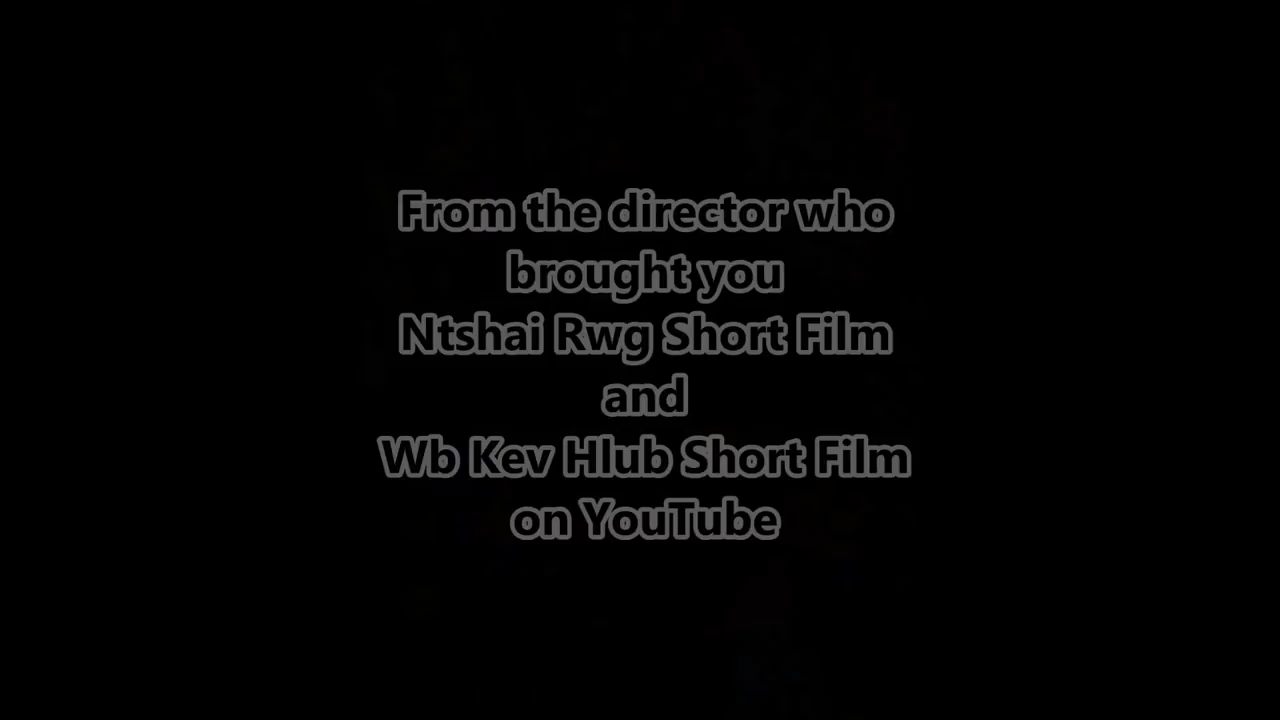 From the director who
brought you
Ntshai Rwg Short Film
and
Wb Kev Hlub Short Film
on YouTube